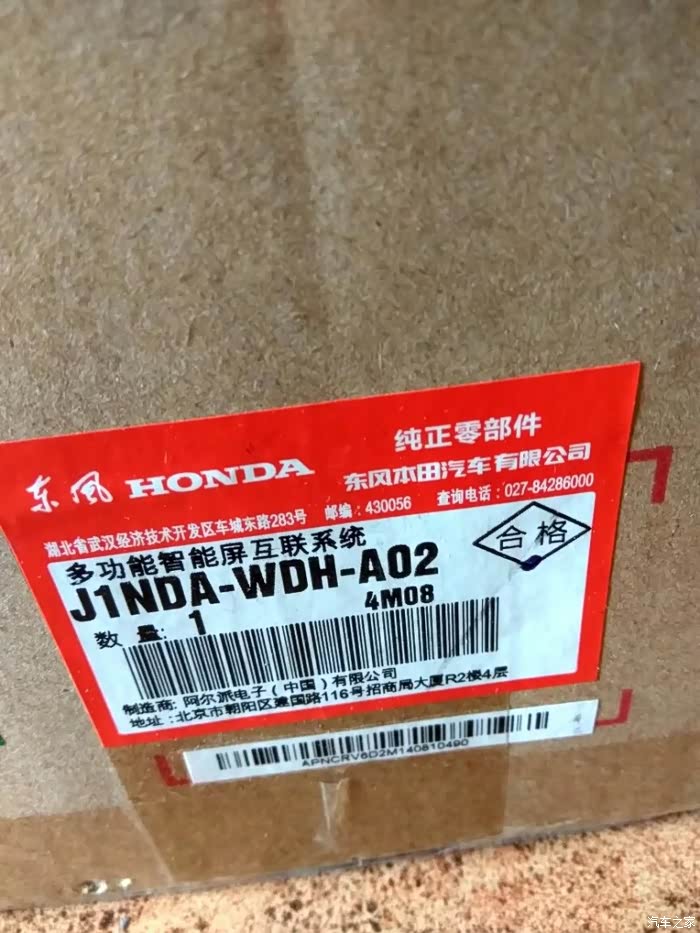 纯正零部件
东风 HONDA 东风本田汽车有限公司
湖北省武汉经济技术开发区车城东路283号 邮编：430056 查询电话：027-84286000
多功能智能屏互联系统
合格
J1NDA-WDH-A02
4M08
数 量: 1
制造商: 阿尔派电子（中国）有限公司
地址: 北京市朝阳区建国路116号招商局大厦R2楼4层
APNCRV6D2M140810490
汽车之家